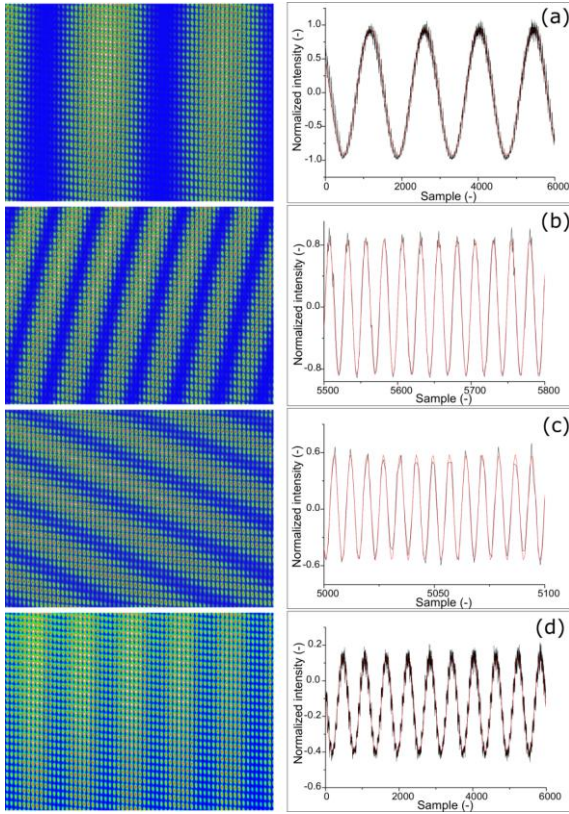 (a)
Normalized intensity (-)
1.0
0.5
0.0
-0.5
-1.0
0 2000 4000 6000
Sample (-)
(b)
Normalized intensity (-)
0.8
0.0
-0.8
5500 5600 5700 5800
Sample (-)
(c)
Normalized intensity (-)
0.6
0.0
-0.6
5000 5050 5100
Sample (-)
(d)
Normalized intensity (-)
0.2
0.0
-0.2
-0.4
-0.6
0 2000 4000 6000
Sample (-)